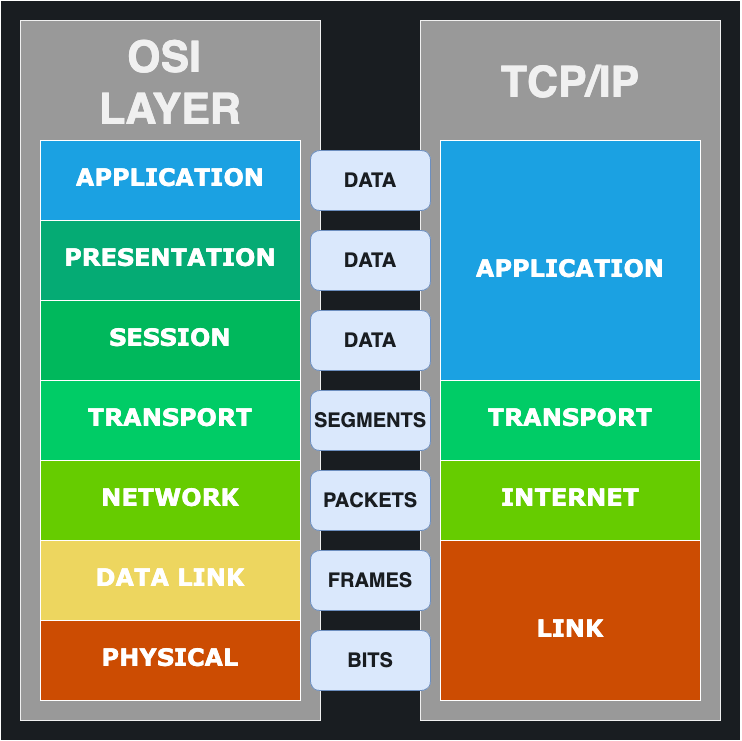 OSI
LAYER
APPLICATION
PRESENTATION
SESSION
TRANSPORT
NETWORK
DATA LINK
PHYSICAL
DATA
DATA
DATA
SEGMENTS
PACKETS
FRAMES
BITS
TCP/IP
APPLICATION
TRANSPORT
INTERNET
LINK